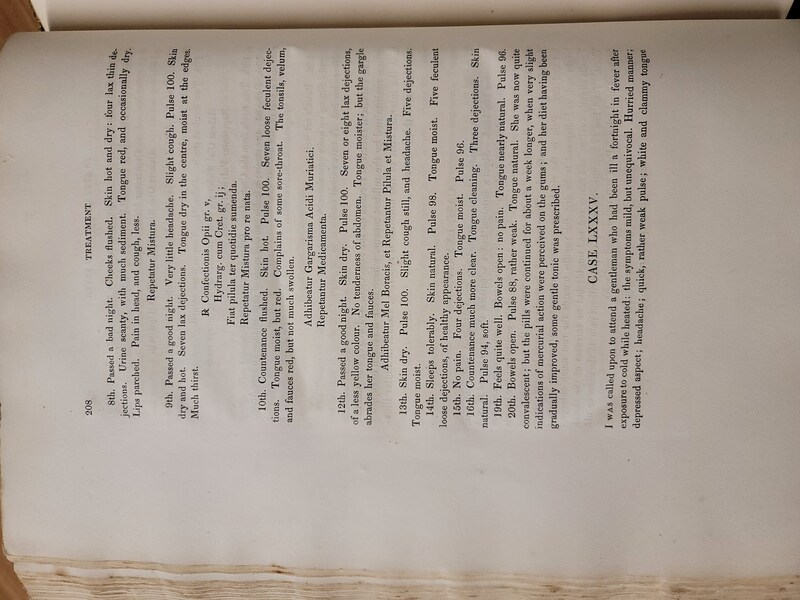 208
TREATMENT
8th. Passed a bad night. Cheeks flushed. Skin hot and dry: four lax thin de-
jections. Urine scanty, with much sediment. Tongue red, and occasionally dry.
Lips parched. Pain in head, and cough, less.
Repetatur Mistura.
9th. Passed a good night. Very little headache. Slight cough. Pulse 100. Skin
dry and hot. Seven lax dejections. Tongue dry in the centre, moist at the edges.
Much thirst.
℞ Confectionis Opii gr. v,
Hydrarg. cum Cret. gr. ij;
Fiat pilula ter quotidie sumenda.
Repetatur Mistura pro re nata.
10th. Countenance flushed. Skin hot. Pulse 100. Seven loose feculent dejec-
tions. Tongue moist, but red. Complains of some sore-throat. The tonsils, velum,
and fauces red, but not much swollen.
Adhibeatur Gargarisma Acidi Muriatici.
Repetantur Medicamenta.
12th. Passed a good night. Skin dry. Pulse 100. Seven or eight lax dejections,
of a less yellow colour. No tenderness of abdomen. Tongue moister; but the gargle
abrades her tongue and fauces.
Adhibeatur Mel Boracis, et Repetantur Pilula et Mistura.
13th. Skin dry. Pulse 100. Slight cough still, and headache. Five dejections.
Tongue moist.
14th. Sleeps tolerably. Skin natural. Pulse 98. Tongue moist. Five feculent
loose dejections, of healthy appearance.
15th. No pain. Four dejections. Tongue moist. Pulse 96.
16th. Countenance much more clear. Tongue cleaning. Three dejections. Skin
natural. Pulse 94, soft.
19th. Feels quite well. Bowels open: no pain. Tongue nearly natural. Pulse 96.
20th. Bowels open. Pulse 88, rather weak. Tongue natural. She was now quite
convalescent; but the pills were continued for about a week longer, when very slight
indications of mercurial action were perceived on the gums; and her diet having been
gradually improved, some gentle tonic was prescribed.
CASE LXXXV.
I WAS called upon to attend a gentleman who had been ill a fortnight in fever after
exposure to cold while heated: the symptoms mild, but unequivocal. Hurried manner;
depressed aspect; headache; quick, rather weak pulse; white and clammy tongue